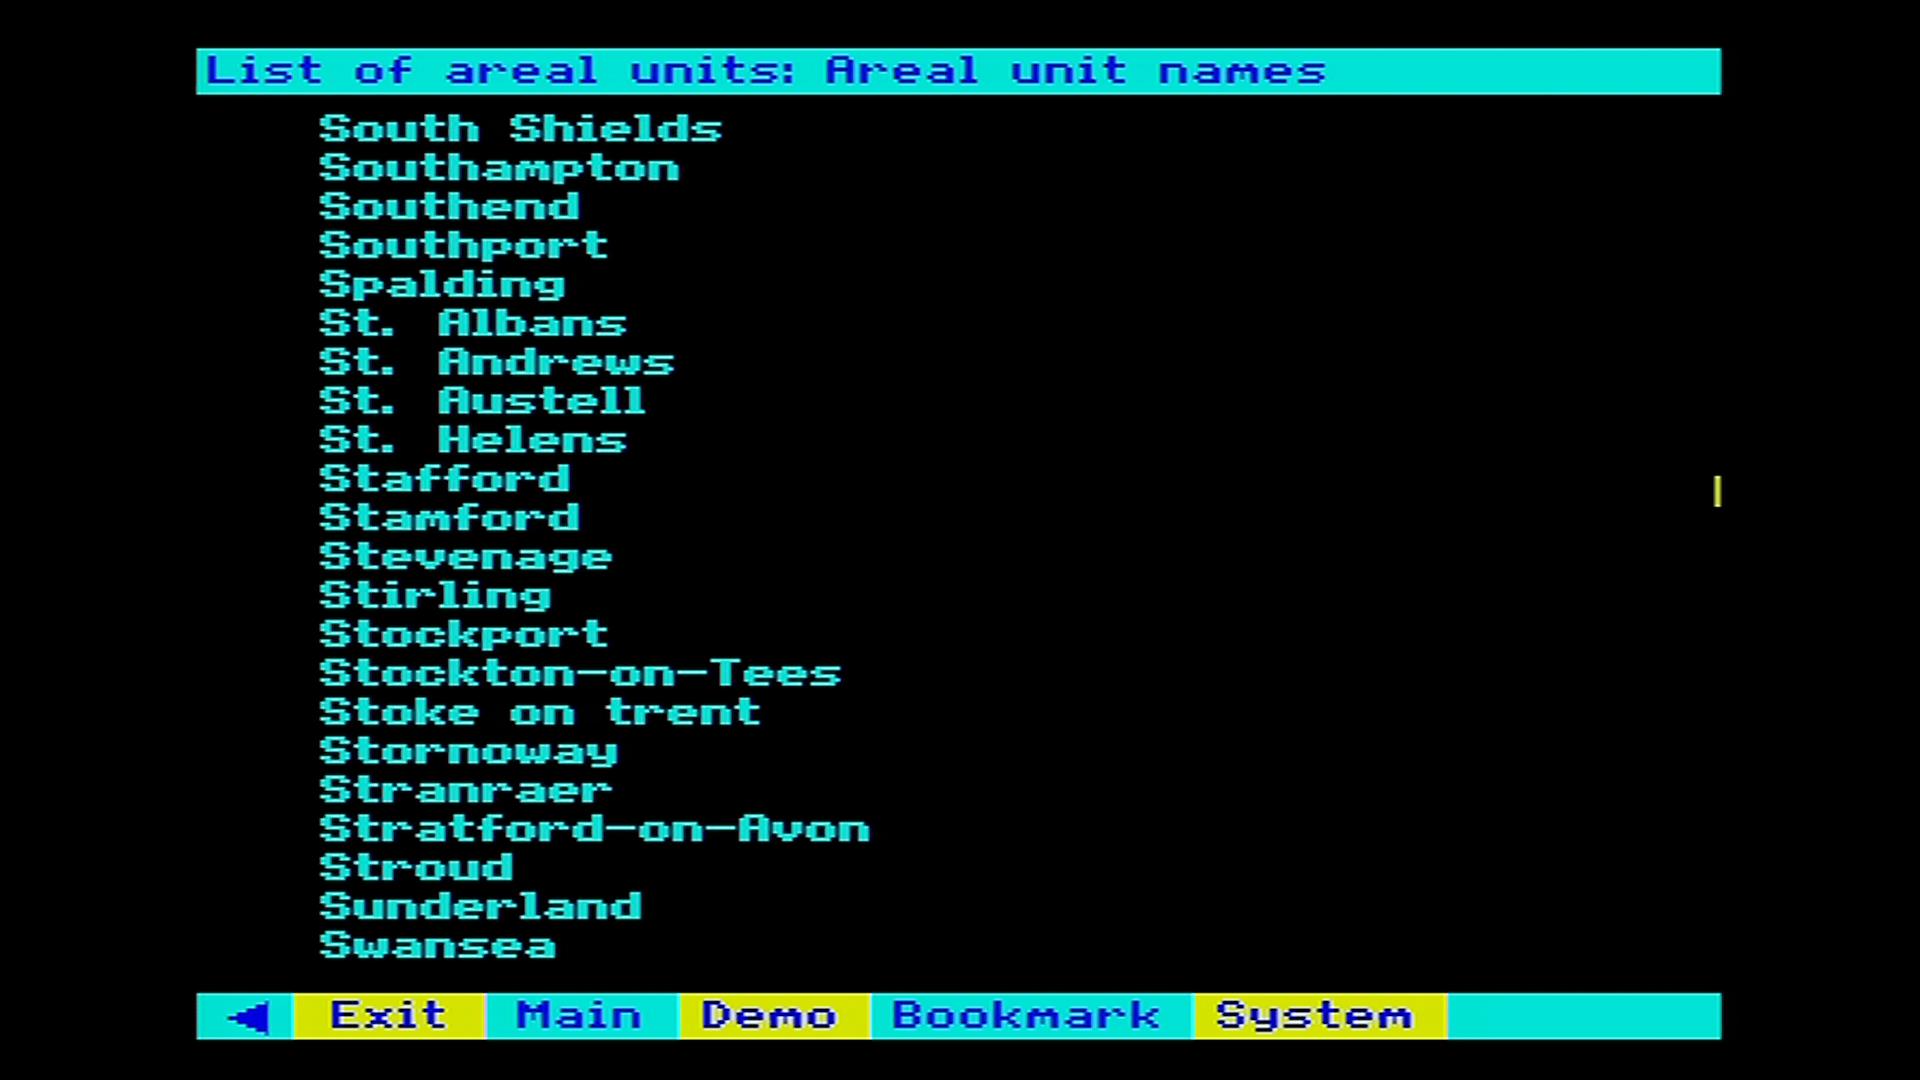 List of areal units: Areal unit names
South Shields
Southampton
Southend
Southport
Spalding
St. Albans
St. Andrews
St. Austell
St. Helens
Stafford
Stamford
Stevenage
Stirling
Stockport
Stockton-on-Tees
Stoke on trent
Stornoway
Stranraer
Stratford-on-Avon
Stroud
Sunderland
Swansea
Exit Main Demo Bookmark System